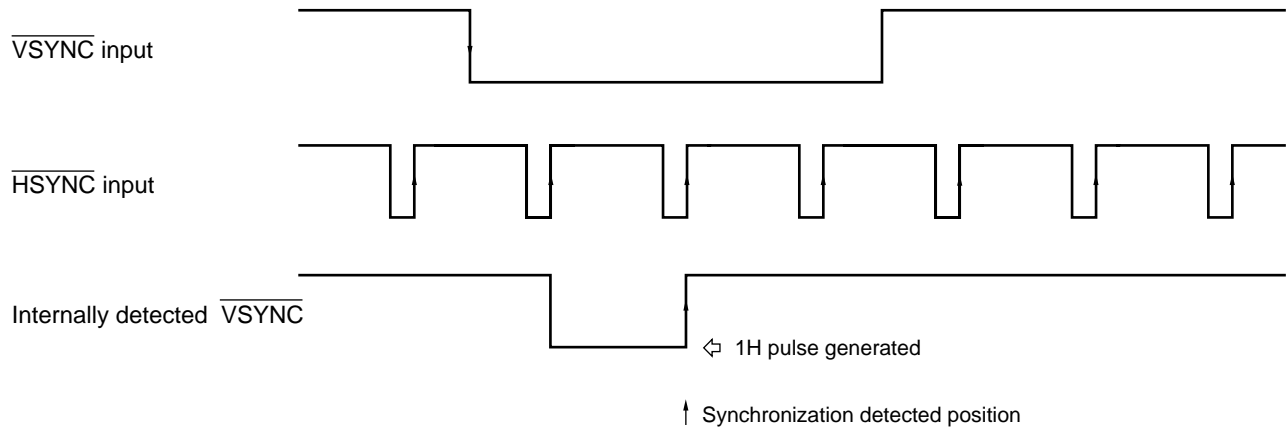 VSYNC input
HSYNC input
Internally detected VSYNC
1H pulse generated
Synchronization detected position